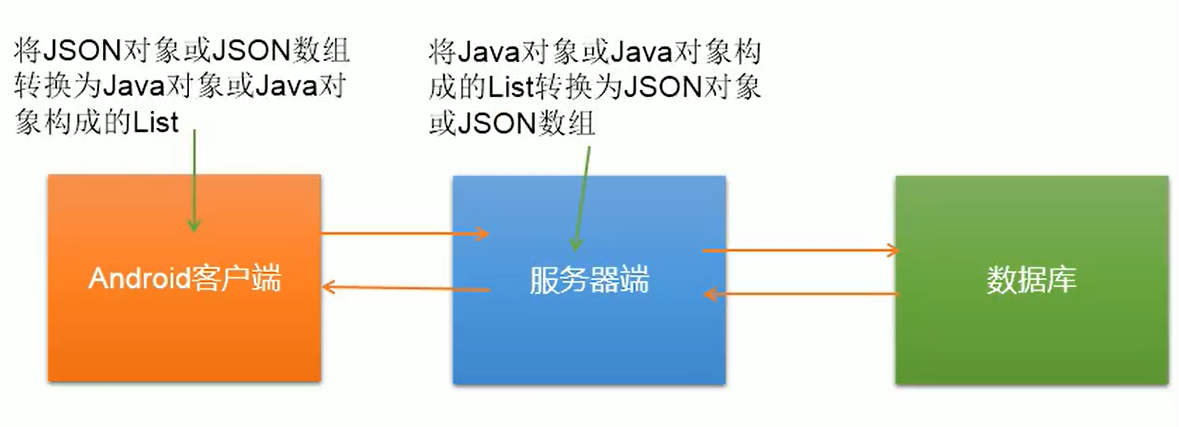 将JSON对象或JSON数组
转换为Java对象或Java对
象构成的List
将Java对象或Java对象构
成的List转换为JSON对象
或JSON数组
Android客户端
服务器端
数据库